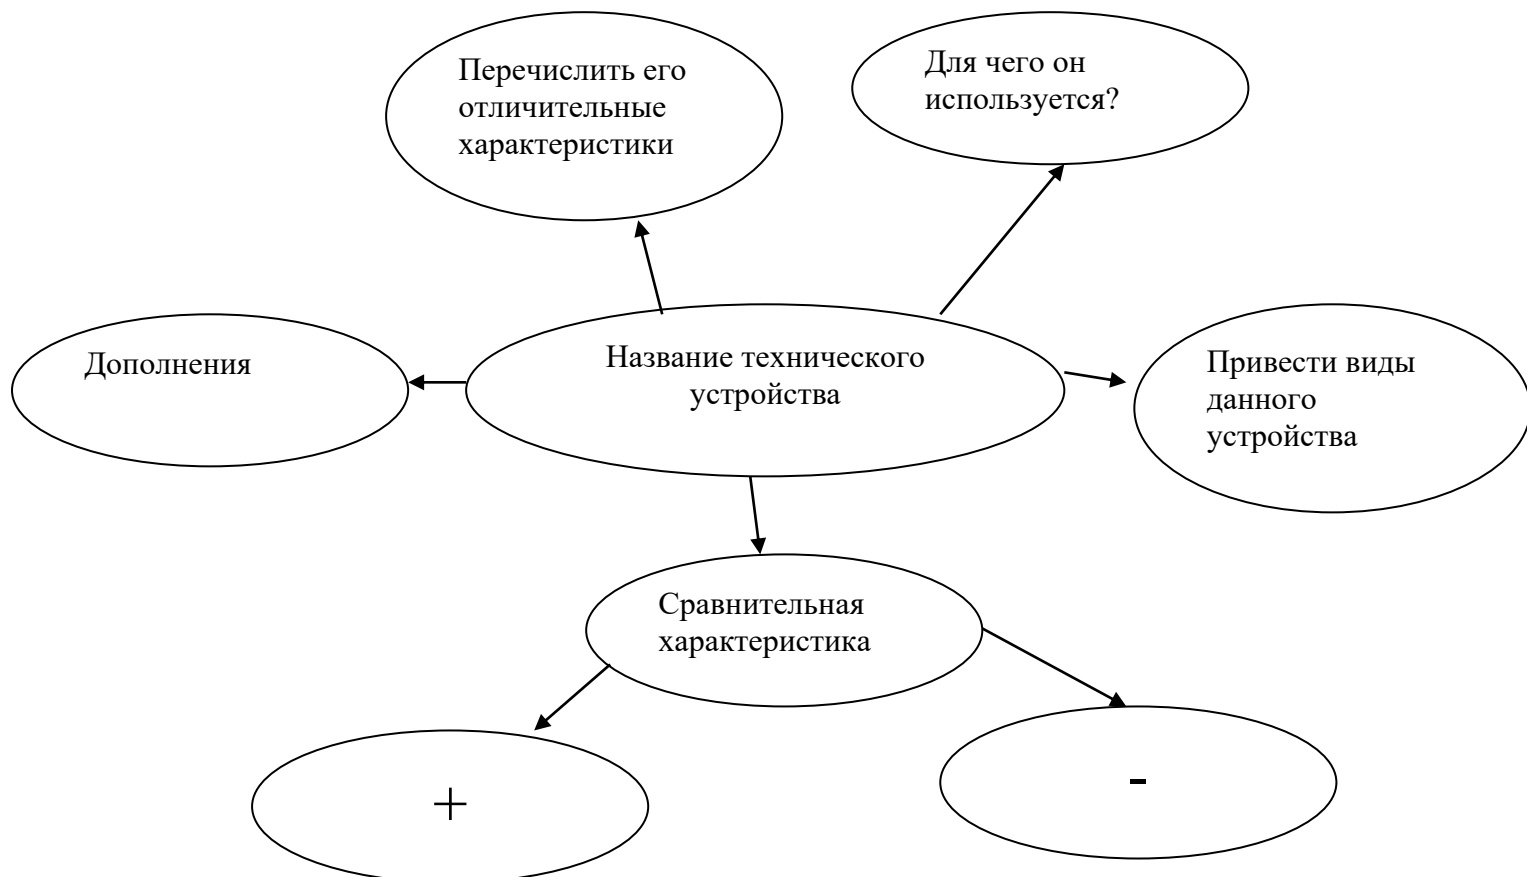 Перечислить его
отличительные
характеристики
Для чего он
используется?
Дополнения
Название технического
устройства
Привести виды
данного
устройства
Сравнительная
характеристика
+
-